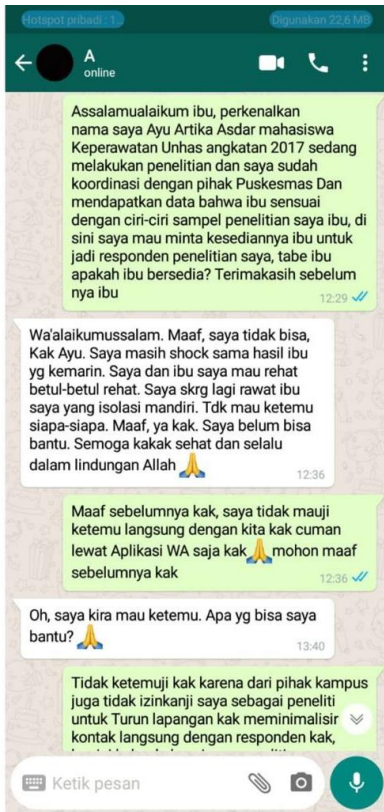 Hotspot pribadi : 1..
Digunakan 22,6 MB
A
online
Assalamualaikum ibu, perkenalkan
nama saya Ayu Artika Asdar mahasiswa
Keperawatan Unhas angkatan 2017 sedang
melakukan penelitian dan saya sudah
koordinasi dengan pihak Puskesmas Dan
mendapatkan data bahwa ibu sensuai
dengan ciri-ciri sampel penelitian saya ibu, di
sini saya mau minta kesediannya ibu untuk
jadi responden penelitian saya, tabe ibu
apakah ibu bersedia? Terimakasih sebelum
nya ibu
12:29
Wa'alaikumussalam. Maaf, saya tidak bisa,
Kak Ayu. Saya masih shock sama hasil ibu
yg kemarin. Saya dan ibu saya mau rehat
betul-betul rehat. Saya skrg lagi rawat ibu
saya yang isolasi mandiri. Tdk mau ketemu
siapa-siapa. Maaf, ya kak. Saya belum bisa
bantu. Semoga kakak sehat dan selalu
dalam lindungan Allah 🙏
12:36
Maaf sebelumnya kak, saya tidak mauji
ketemu langsung dengan kita kak cuman
lewat Aplikasi WA saja kak 🙏 mohon maaf
sebelumnya kak
12:36
Oh, saya kira mau ketemu. Apa yg bisa saya
bantu? 🙏
13:40
Tidak ketemuji kak karena dari pihak kampus
juga tidak izinkanji saya sebagai peneliti
untuk Turun lapangan kak meminimalisir
kontak langsung dengan responden kak,
Ketik pesan